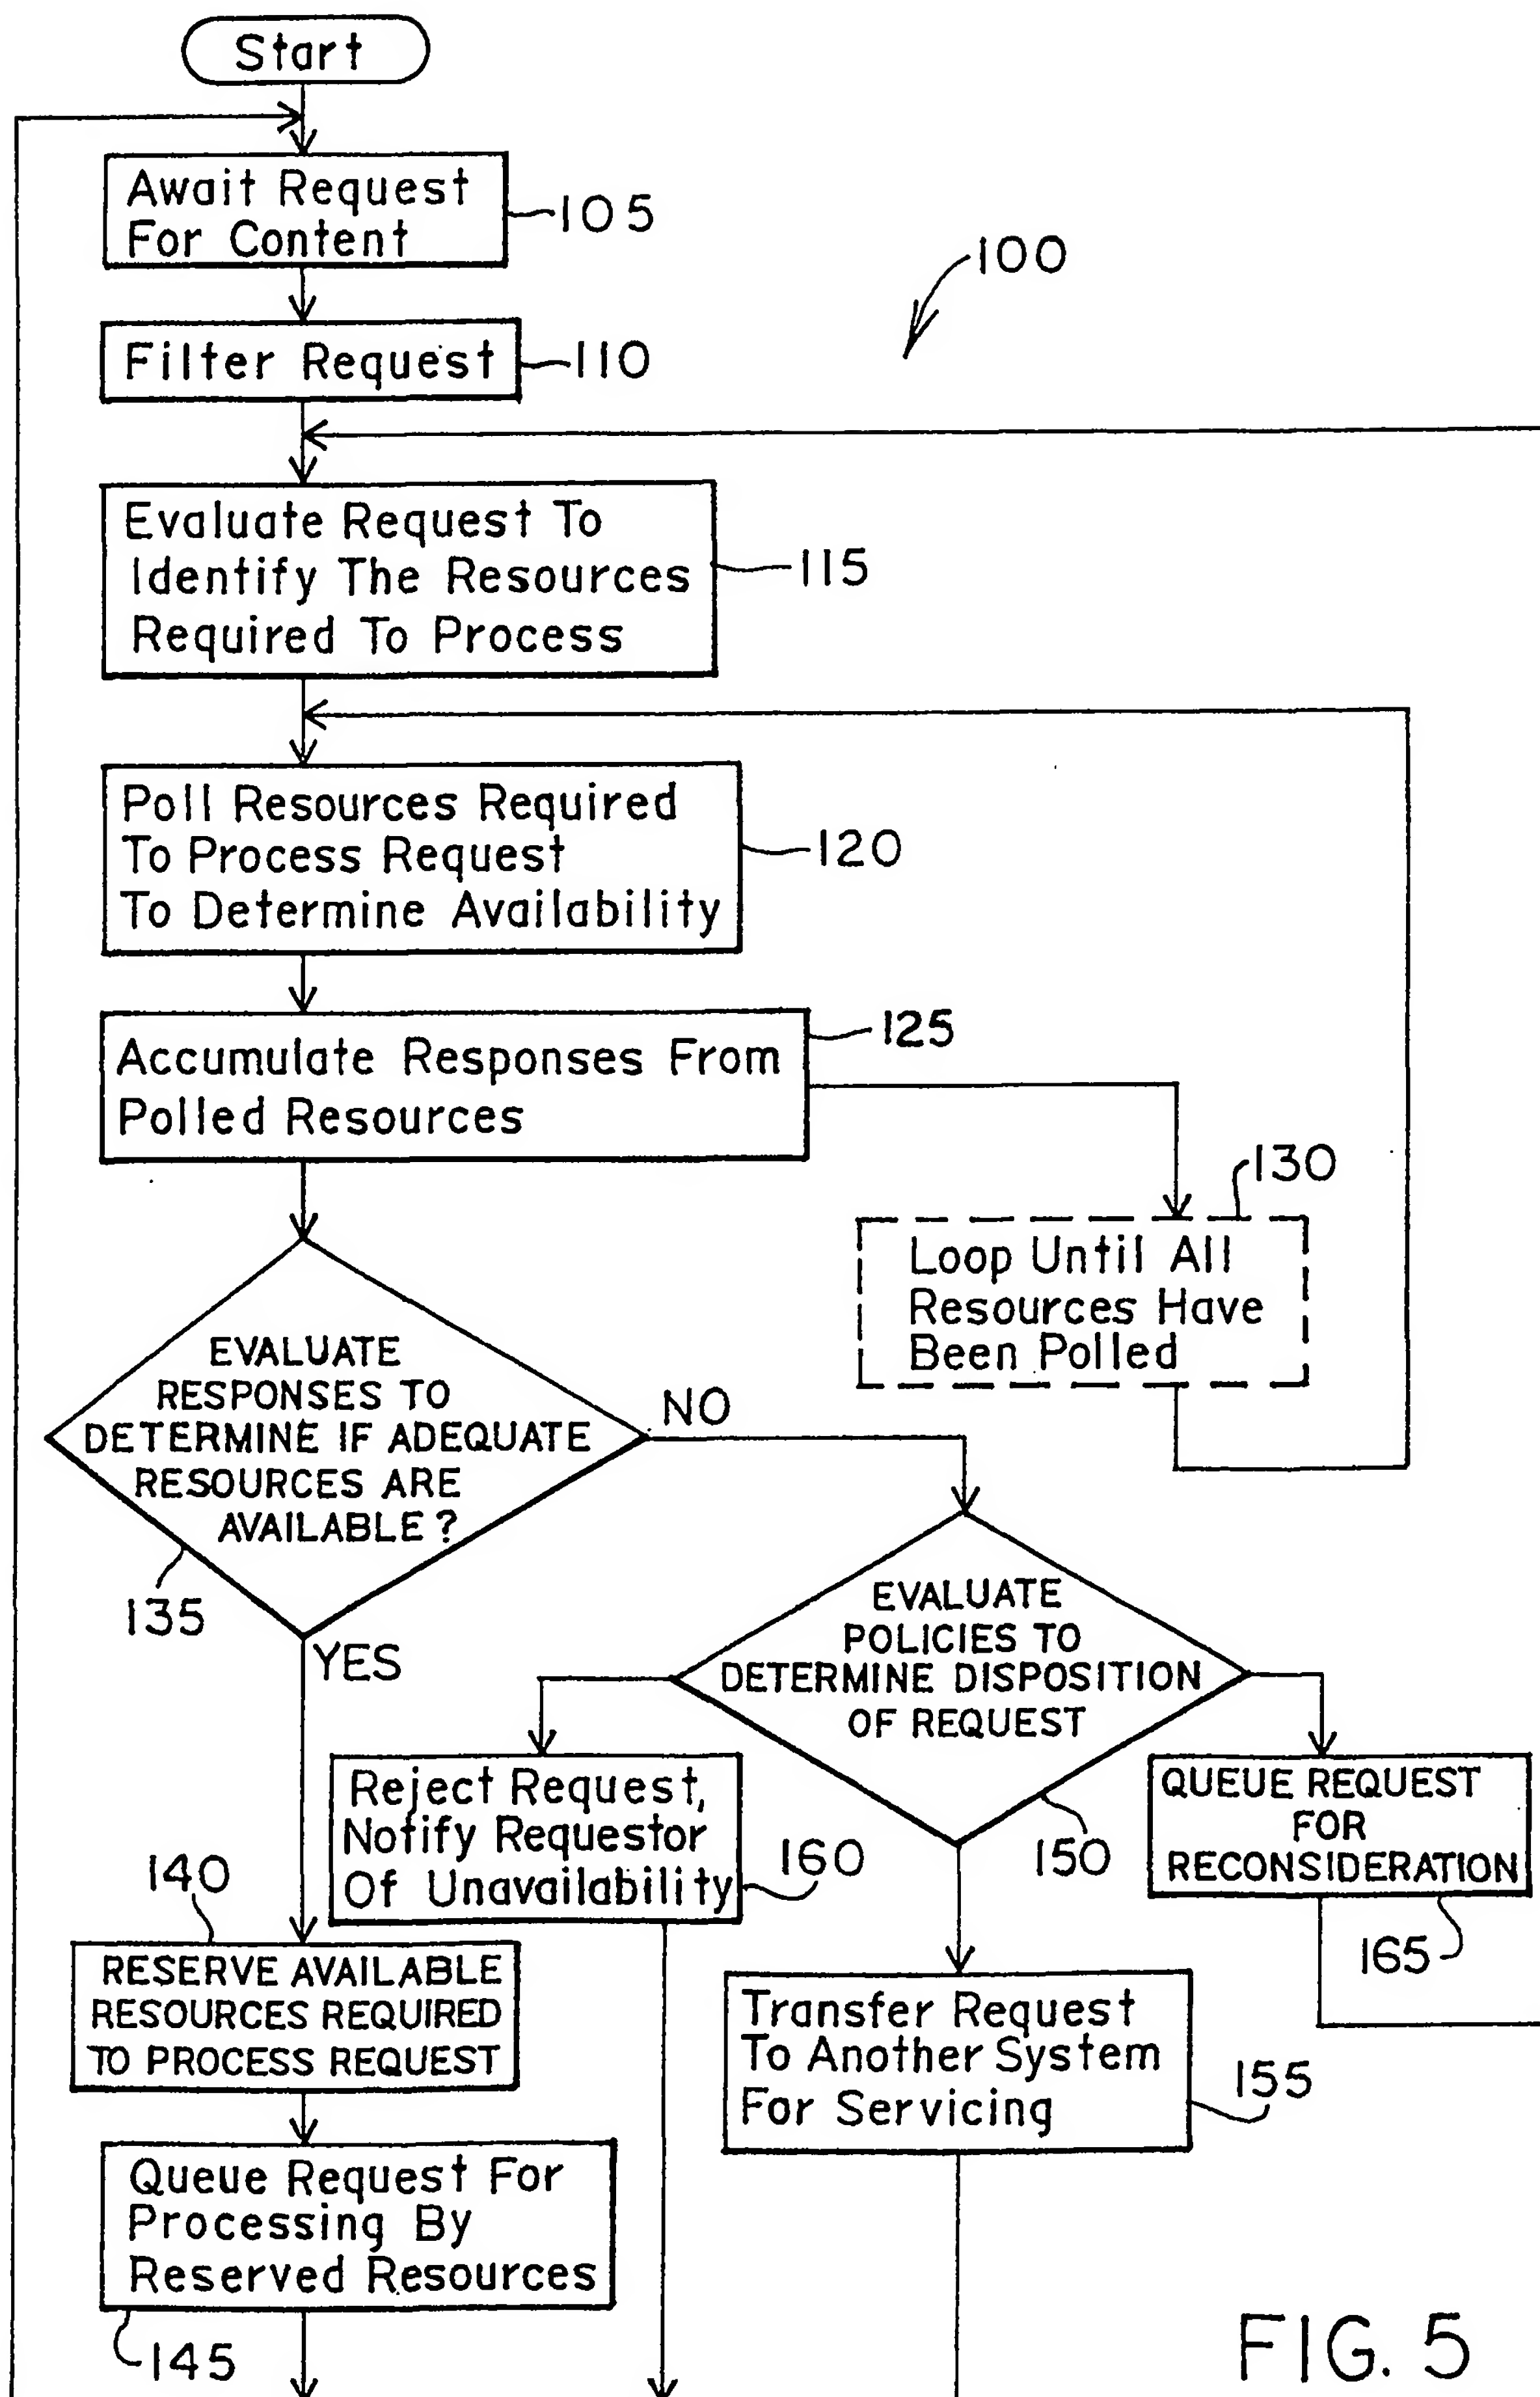 Start
Await Request
For Content
105
100
Filter Request
110
Evaluate Request To
Identify The Resources
Required To Process
115
Poll Resources Required
To Process Request
To Determine Availability
120
Accumulate Responses From
Polled Resources
125
130
Loop Until All
Resources Have
Been Polled
EVALUATE
RESPONSES TO
DETERMINE IF ADEQUATE
RESOURCES ARE
AVAILABLE?
NO
135
YES
EVALUATE
POLICIES TO
DETERMINE DISPOSITION
OF REQUEST
150
Reject Request,
Notify Requestor
Of Unavailability
160
QUEUE REQUEST
FOR
RECONSIDERATION
165
140
RESERVE AVAILABLE
RESOURCES REQUIRED
TO PROCESS REQUEST
Transfer Request
To Another System
For Servicing
155
Queue Request For
Processing By
Reserved Resources
145
FIG. 5